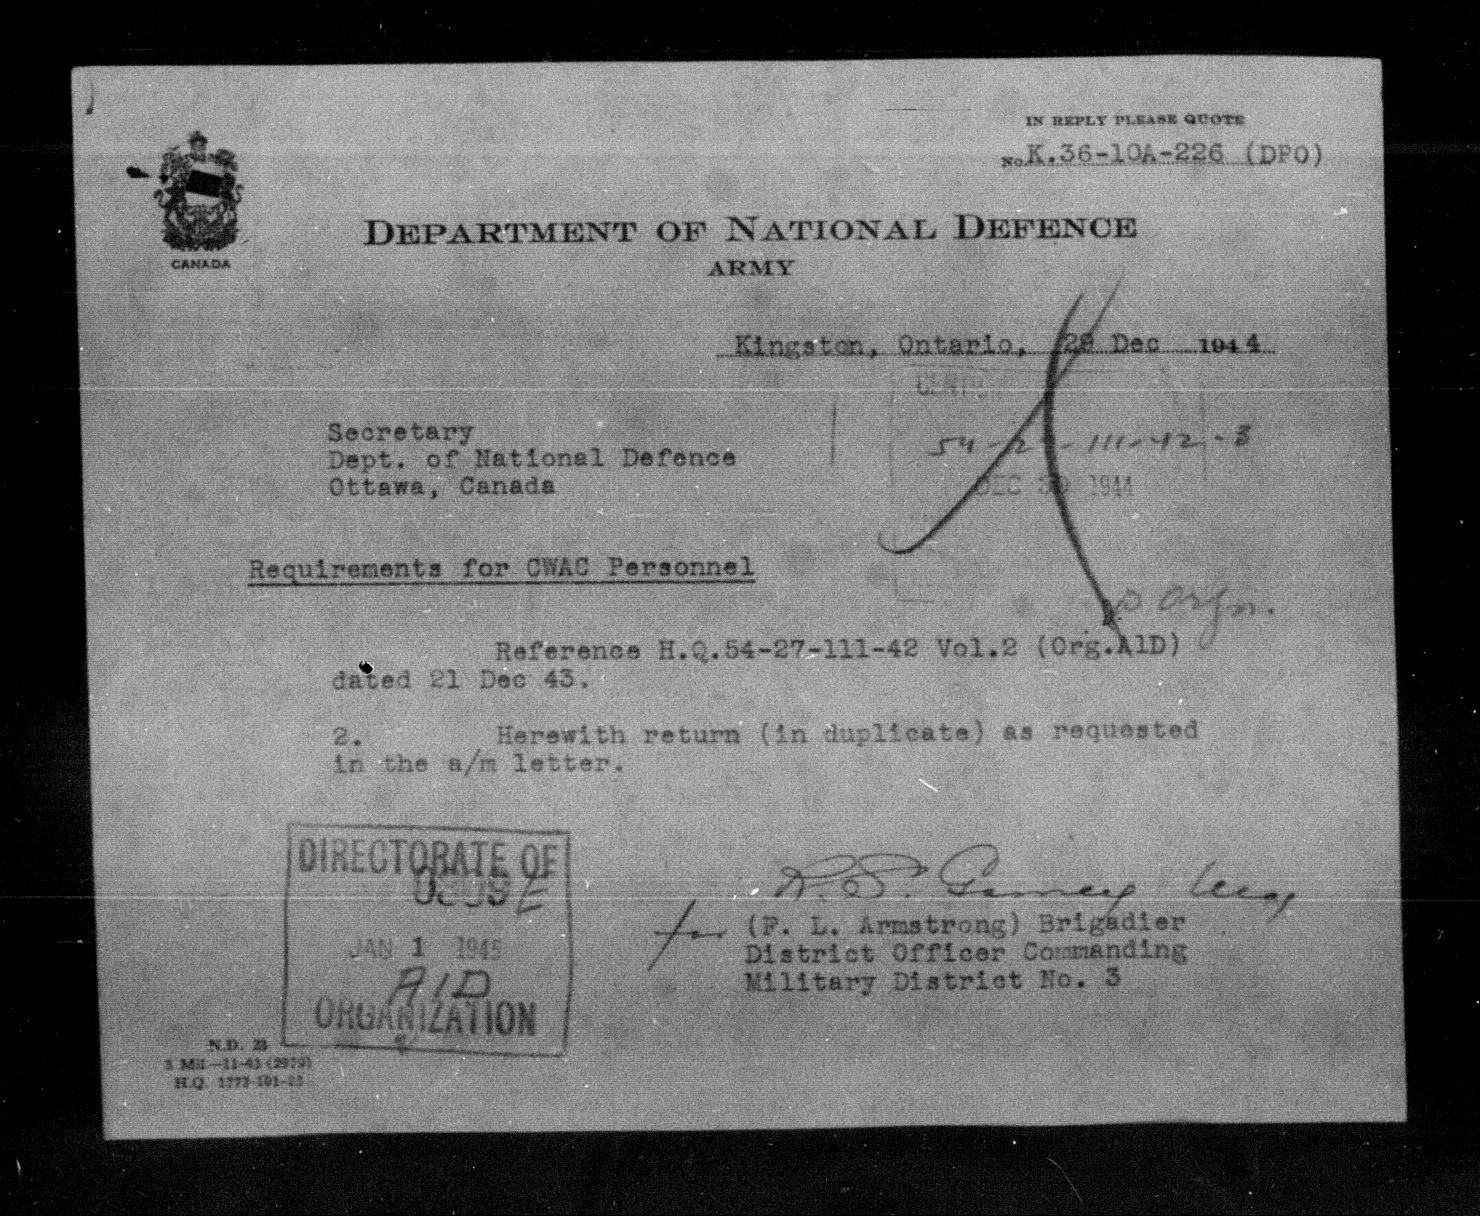 IN REPLY PLEASE QUOTE
No. K.36-10A-226 (DPO)
CANADA
DEPARTMENT OF NATIONAL DEFENCE
ARMY
Kingston, Ontario, 29 Dec 1944
54-27-111-42-3
DEC 30 1944
Secretary
Dept. of National Defence
Ottawa, Canada
Requirements for CWAC Personnel
D Orgn.
Reference H.Q.54-27-111-42 Vol.2 (Org.A1D)
dated 21 Dec 43.
2. Herewith return (in duplicate) as requested
in the a/m letter.
DIRECTORATE OF
JAN 1 1945
A1D
ORGANIZATION
for (F. L. Armstrong) Brigadier
District Officer Commanding
Military District No. 3
N.D. 23
H.Q. 1772-